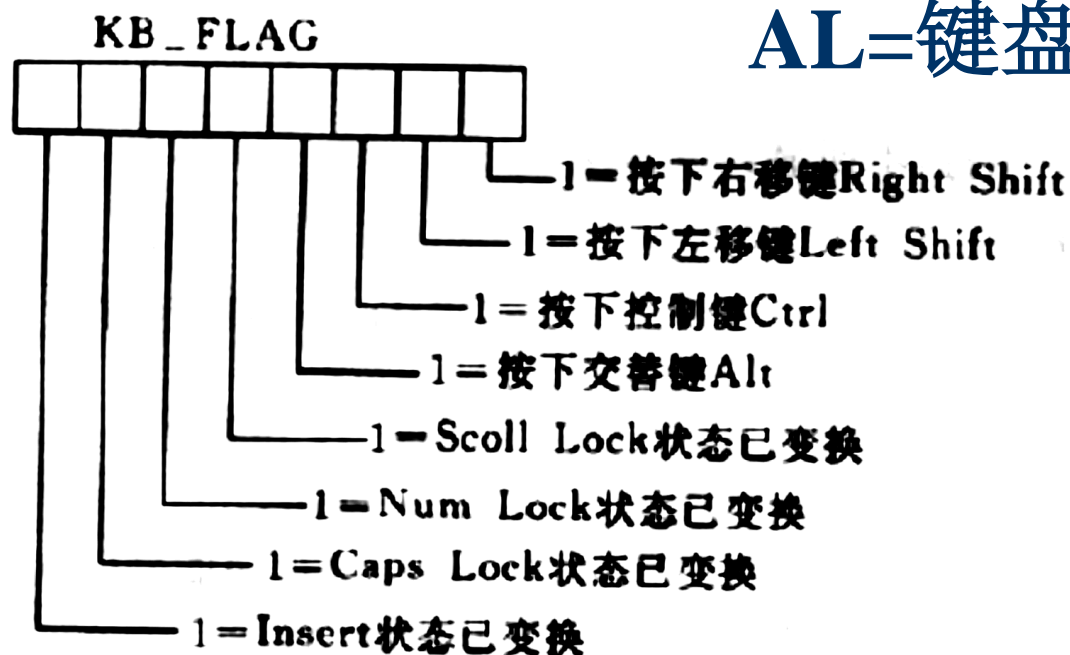 KB_FLAG
AL=键盘
1=按下右移键Right Shift
1=按下左移键Left Shift
1=按下控制键Ctrl
1=按下交替键Alt
1=Scoll Lock状态已变换
1=Num Lock状态已变换
1=Caps Lock状态已变换
1=Insert状态已变换